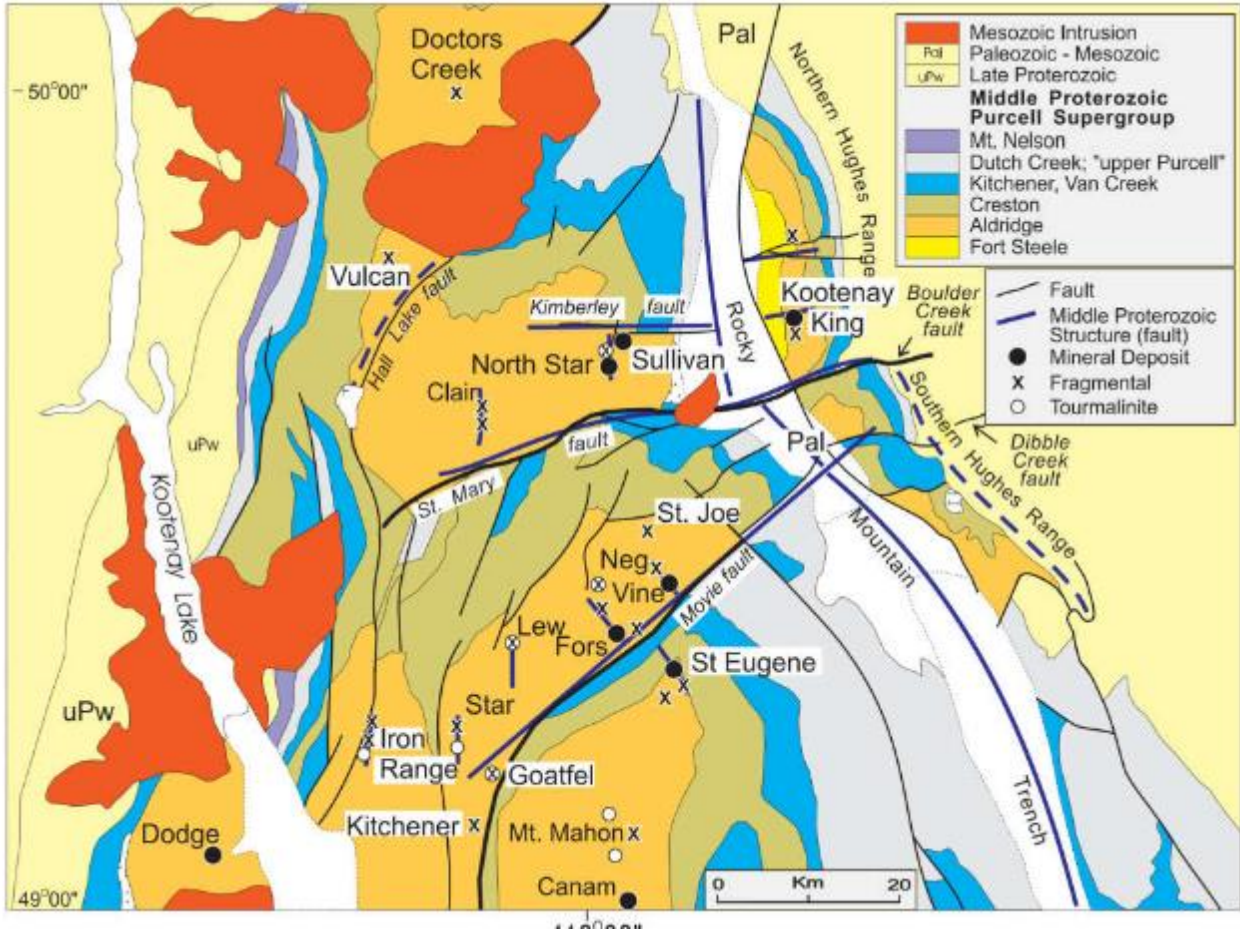 Doctors
Creek
50°00"
Pal
Northern Hughes Range
Mesozoic Intrusion
Pal
Paleozoic - Mesozoic
uPw
Late Proterozoic
Middle Proterozoic
Purcell Supergroup
Mt. Nelson
Dutch Creek; "upper Purcell"
Kitchener, Van Creek
Creston
Aldridge
Fort Steele
Fault
Middle Proterozoic
Structure (fault)
Mineral Deposit
Fragmental
Tourmalinite
Vulcan
Hall Lake fault
Kimberley fault
Rocky
Kootenay
King
Boulder
Creek
fault
North Star
Sullivan
Clair
uPw
fault
St. Mary
Pal
Southern Hughes Range
Dibble
Creek
fault
Kootenay Lake
St. Joe
Neg
Vine
Moyie fault
Mountain
Lew
Fors
St Eugene
uPw
Star
Iron
Range
Goatfel
Trench
Kitchener
Mt. Mahon
Dodge
Canam
0 Km 20
49°00"